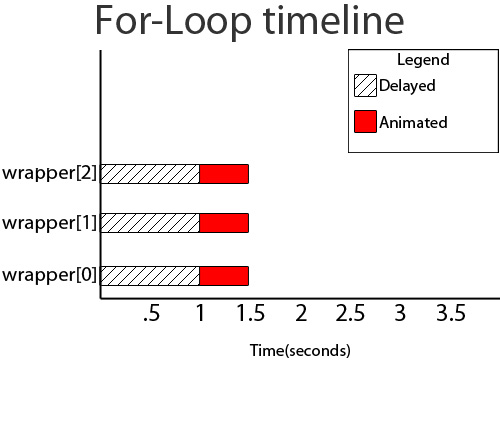 For-Loop timeline
Legend
Delayed
Animated
wrapper[2]
wrapper[1]
wrapper[0]
.5 1 1.5 2 2.5 3 3.5
Time(seconds)